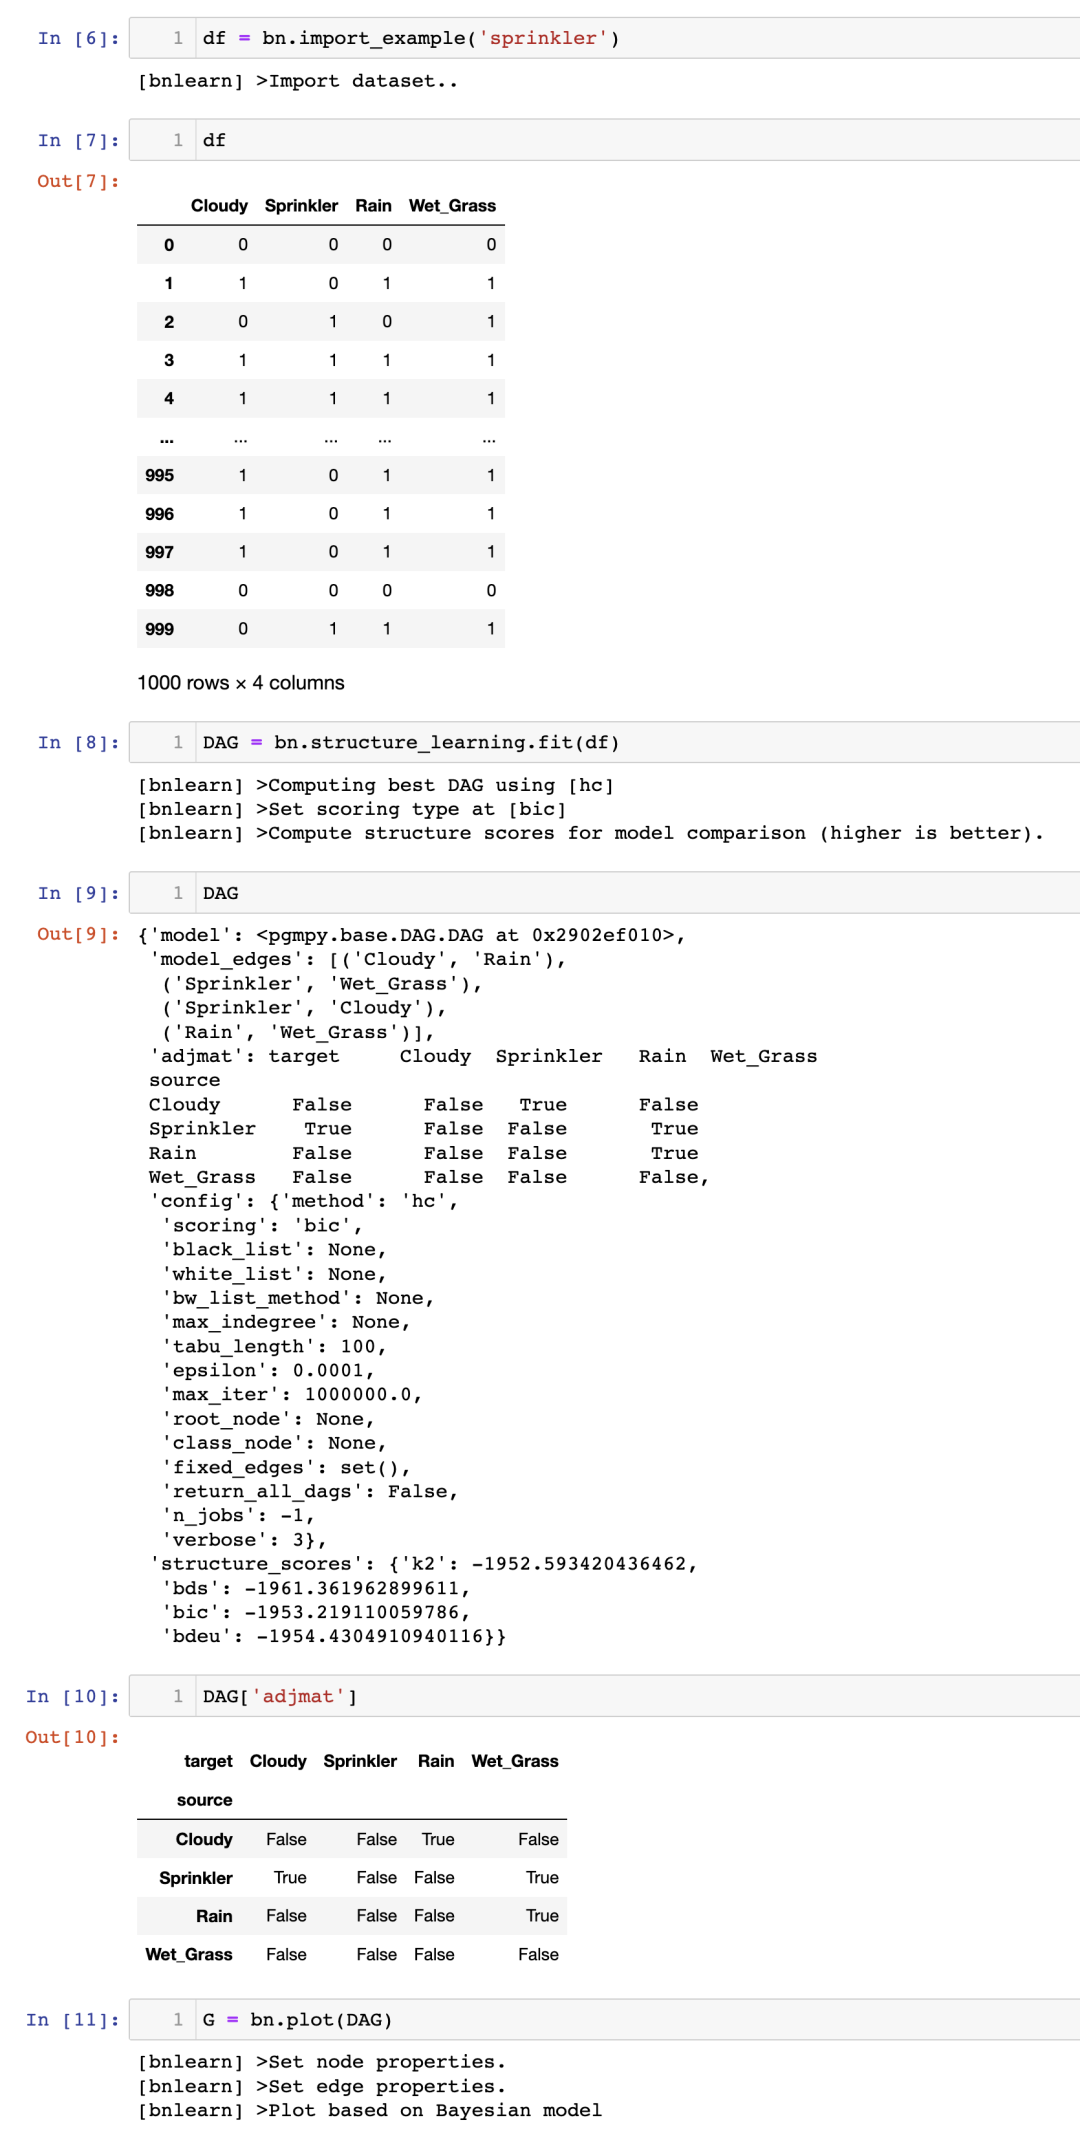 In [6]: 1 df = bn.import_example('sprinkler')
[bnlearn] >Import dataset..
In [7]: 1 df
Out[7]:
Cloudy Sprinkler Rain Wet_Grass
0 0 0 0 0
1 1 0 1 1
2 0 1 0 1
3 1 1 1 1
4 1 1 1 1
... ... ... ... ...
995 1 0 1 1
996 1 0 1 1
997 1 0 1 1
998 0 0 0 0
999 0 1 1 1
1000 rows × 4 columns
In [8]: 1 DAG = bn.structure_learning.fit(df)
[bnlearn] >Computing best DAG using [hc]
[bnlearn] >Set scoring type at [bic]
[bnlearn] >Compute structure scores for model comparison (higher is better).
In [9]: 1 DAG
Out[9]: {'model': <pgmpy.base.DAG.DAG at 0x2902ef010>,
'model_edges': [('Cloudy', 'Rain'),
('Sprinkler', 'Wet_Grass'),
('Sprinkler', 'Cloudy'),
('Rain', 'Wet_Grass')],
'adjmat': target Cloudy Sprinkler Rain Wet_Grass
source
Cloudy False False True False
Sprinkler True False False True
Rain False False False True
Wet_Grass False False False False,
'config': {'method': 'hc',
'scoring': 'bic',
'black_list': None,
'white_list': None,
'bw_list_method': None,
'max_indegree': None,
'tabu_length': 100,
'epsilon': 0.0001,
'max_iter': 1000000.0,
'root_node': None,
'class_node': None,
'fixed_edges': set(),
'return_all_dags': False,
'n_jobs': -1,
'verbose': 3},
'structure_scores': {'k2': -1952.593420436462,
'bds': -1961.361962899611,
'bic': -1953.219110059786,
'bdeu': -1954.4304910940116}}
In [10]: 1 DAG['adjmat']
Out[10]:
target Cloudy Sprinkler Rain Wet_Grass
source
Cloudy False False True False
Sprinkler True False False True
Rain False False False True
Wet_Grass False False False False
In [11]: 1 G = bn.plot(DAG)
[bnlearn] >Set node properties.
[bnlearn] >Set edge properties.
[bnlearn] >Plot based on Bayesian model